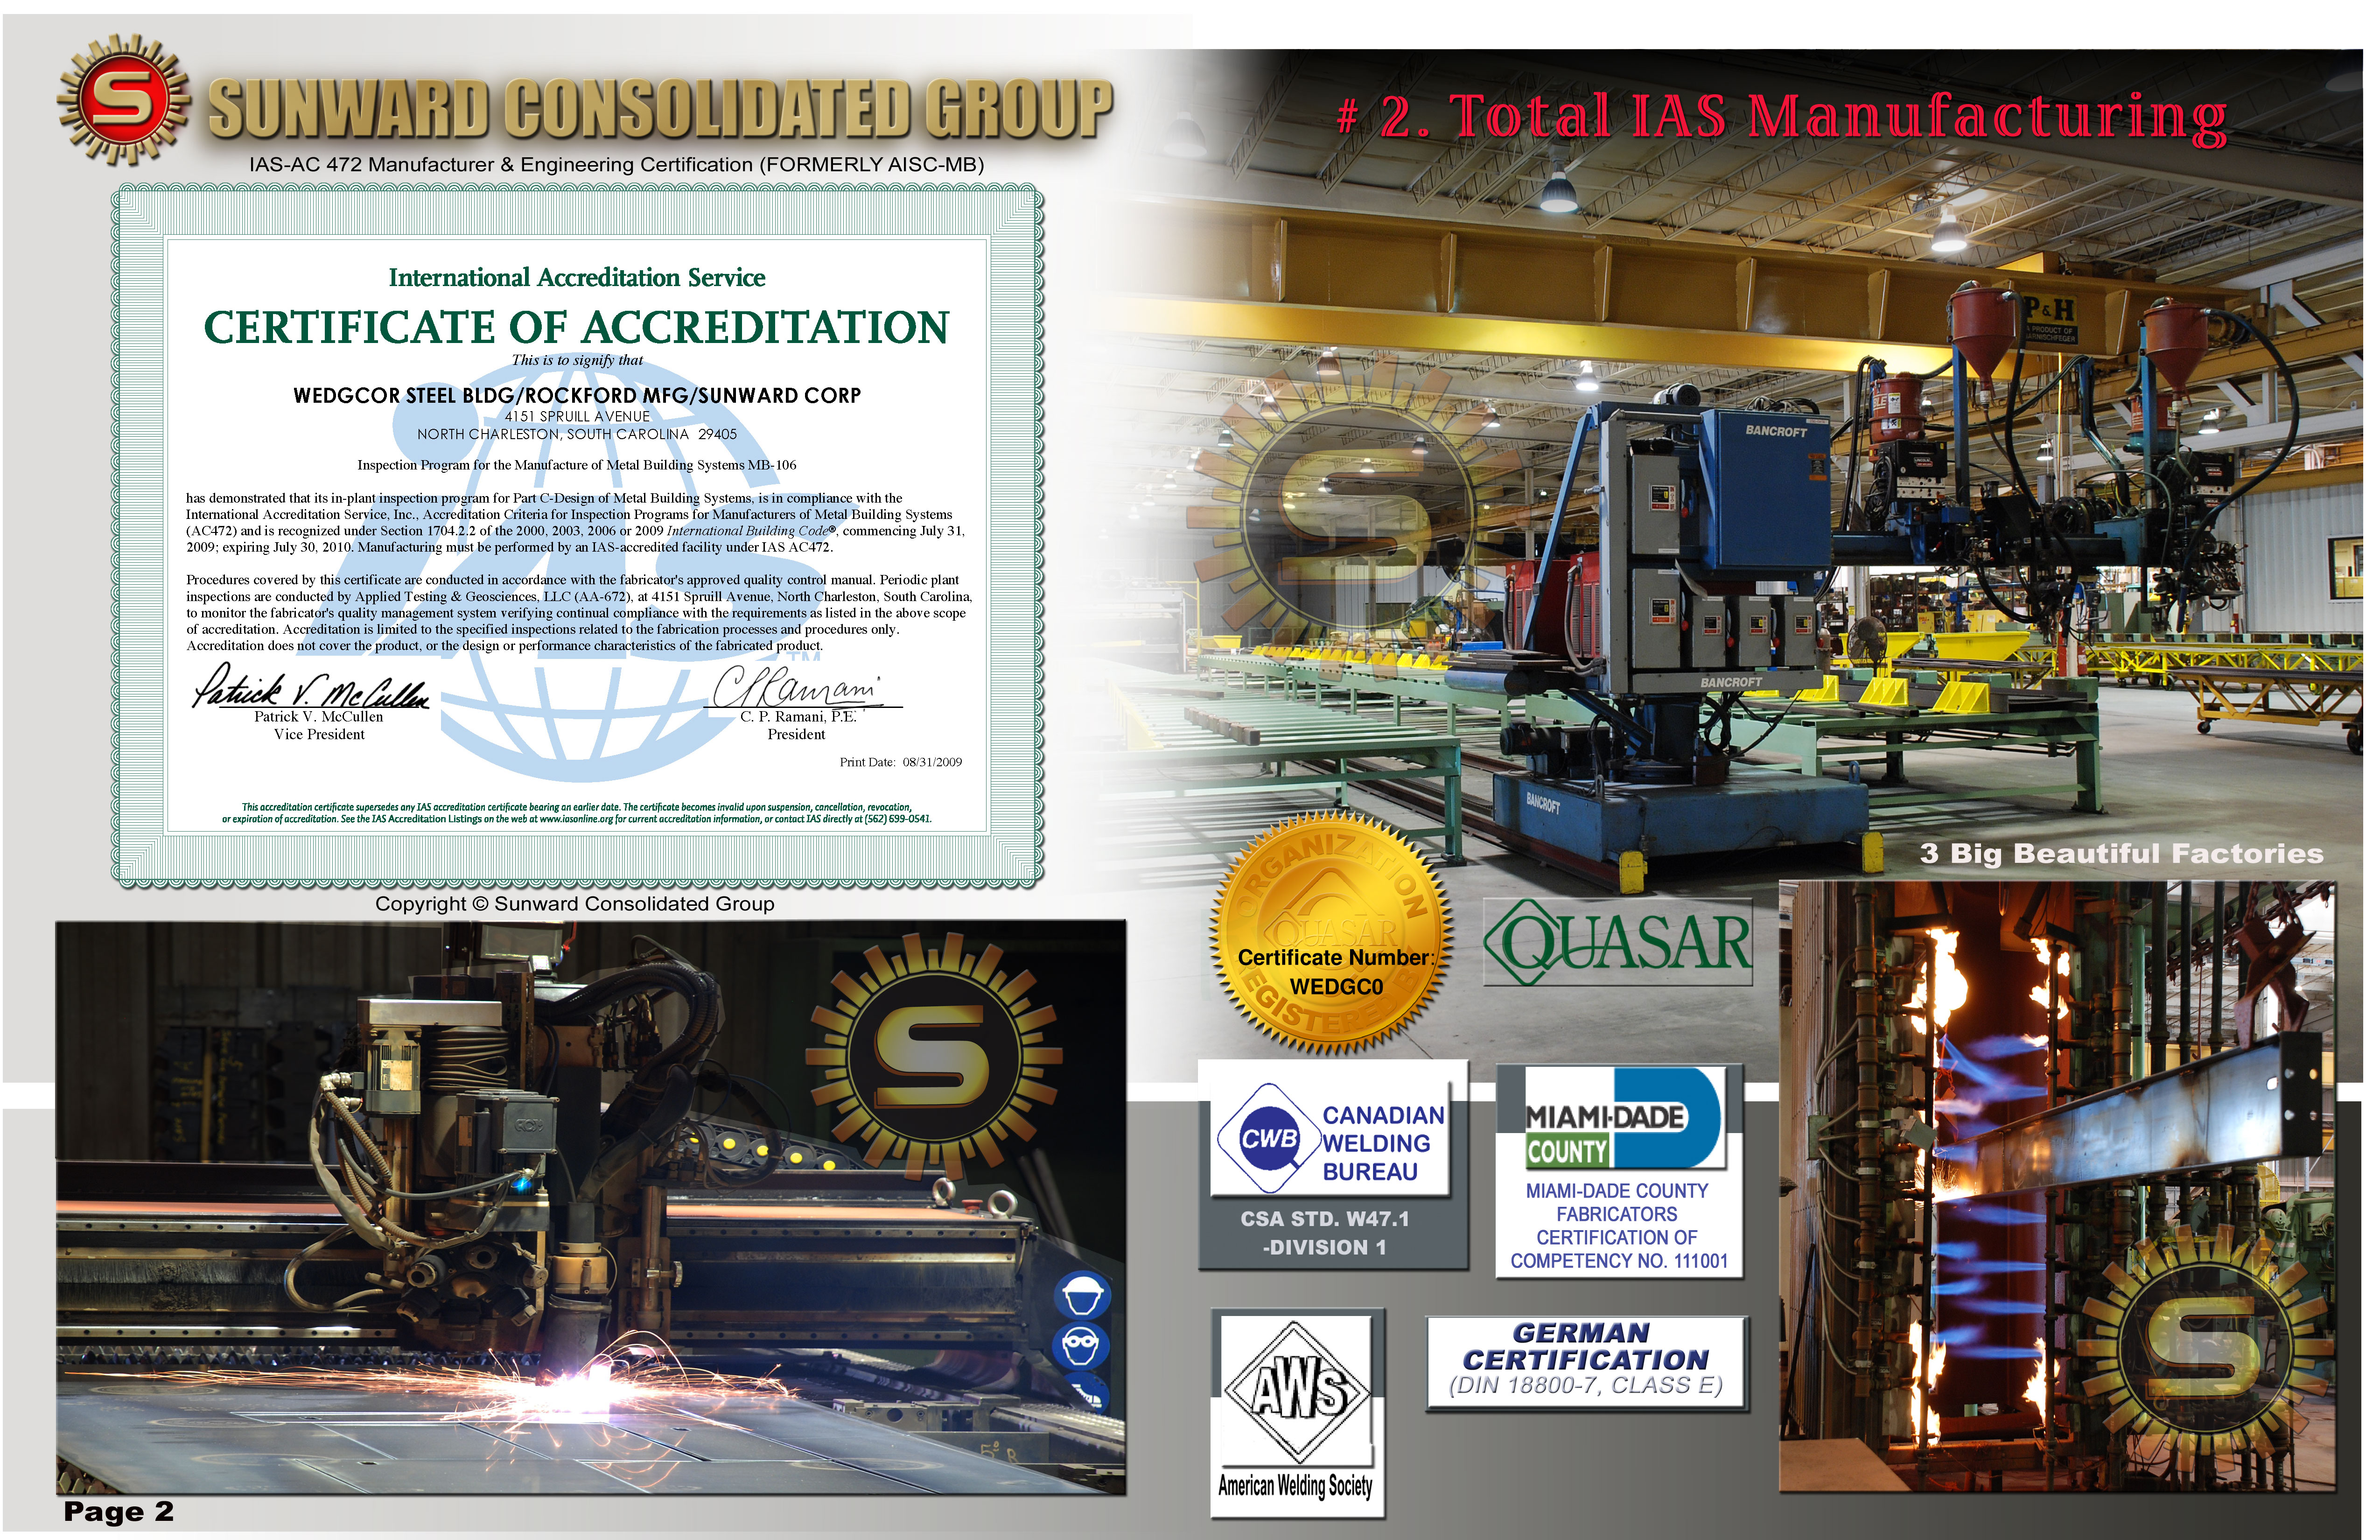 S SUNWARD CONSOLIDATED GROUP
IAS-AC 472 Manufacturer & Engineering Certification (FORMERLY AISC-MB)
International Accreditation Service
CERTIFICATE OF ACCREDITATION
This is to signify that
WEDGCOR STEEL BLDG/ROCKFORD MFG/SUNWARD CORP
4151 SPRUILL AVENUE
NORTH CHARLESTON, SOUTH CAROLINA 29405
Inspection Program for the Manufacture of Metal Building Systems MB-106
has demonstrated that its in-plant inspection program for Part C-Design of Metal Building Systems, is in compliance with the
International Accreditation Service, Inc., Accreditation Criteria for Inspection Programs for Manufacturers of Metal Building Systems
(AC472) and is recognized under Section 1704.2.2 of the 2000, 2003, 2006 or 2009 International Building Code®, commencing July 31,
2009; expiring July 30, 2010. Manufacturing must be performed by an IAS-accredited facility under IAS AC472.
Procedures covered by this certificate are conducted in accordance with the fabricator's approved quality control manual. Periodic plant
inspections are conducted by Applied Testing & Geosciences, LLC (AA-672), at 4151 Spruill Avenue, North Charleston, South Carolina,
to monitor the fabricator's quality management system verifying continual compliance with the requirements as listed in the above scope
of accreditation. Accreditation is limited to the specified inspections related to the fabrication processes and procedures only.
Accreditation does not cover the product, or the design or performance characteristics of the fabricated product.
ias
TM
Patrick V. McCullen
CPRamani
Patrick V. McCullen
C. P. Ramani, P.E.
Vice President
President
Print Date: 08/31/2009
This accreditation certificate supersedes any IAS accreditation certificate bearing an earlier date. The certificate becomes invalid upon suspension, cancellation, revocation,
or expiration of accreditation. See the IAS Accreditation Listings on the web at www.iasonline.org for current accreditation information, or contact IAS directly at (562) 699-0541.
Copyright © Sunward Consolidated Group
S
Page 2
# 2. Total IAS Manufacturing
P&H
A PRODUCT OF
HARNISCHFEGER
S
BANCROFT
BANCROFT
BANCROFT
3 Big Beautiful Factories
ORGANIZATION
QUASAR
Certificate Number:
WEDGC0
REGISTERED BY
QUASAR
CWB
CANADIAN
WELDING
BUREAU
CSA STD. W47.1
-DIVISION 1
MIAMI-DADE
COUNTY
MIAMI-DADE COUNTY
FABRICATORS
CERTIFICATION OF
COMPETENCY NO. 111001
AWS
American Welding Society
GERMAN
CERTIFICATION
(DIN 18800-7, CLASS E)
S